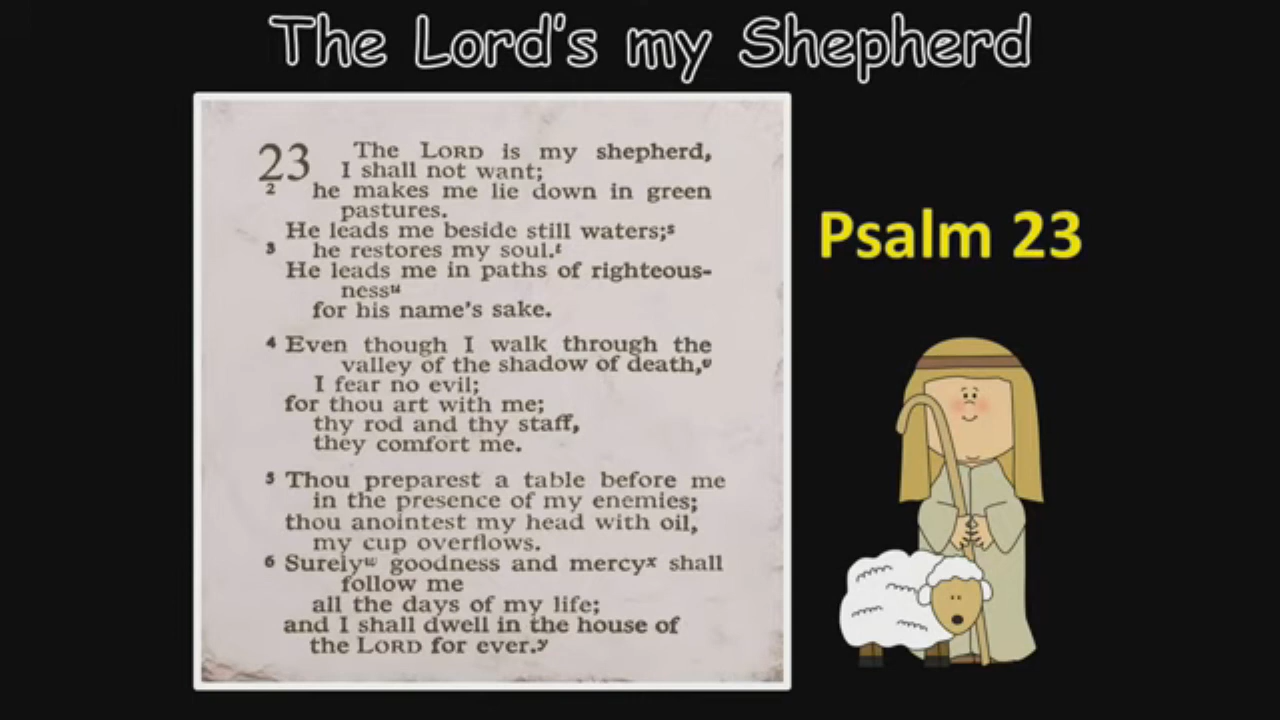 The Lord's my Shepherd
23 The LORD is my shepherd,
I shall not want;
2 he makes me lie down in green
pastures.
He leads me beside still waters;s
3 he restores my soul.t
He leads me in paths of righteous-
nessu
for his name's sake.
4 Even though I walk through the
valley of the shadow of death,v
I fear no evil;
for thou art with me;
thy rod and thy staff,
they comfort me.
5 Thou preparest a table before me
in the presence of my enemies;
thou anointest my head with oil,
my cup overflows.
6 Surelyw goodness and mercyx shall
follow me
all the days of my life;
and I shall dwell in the house of
the LORD for ever.y
Psalm 23